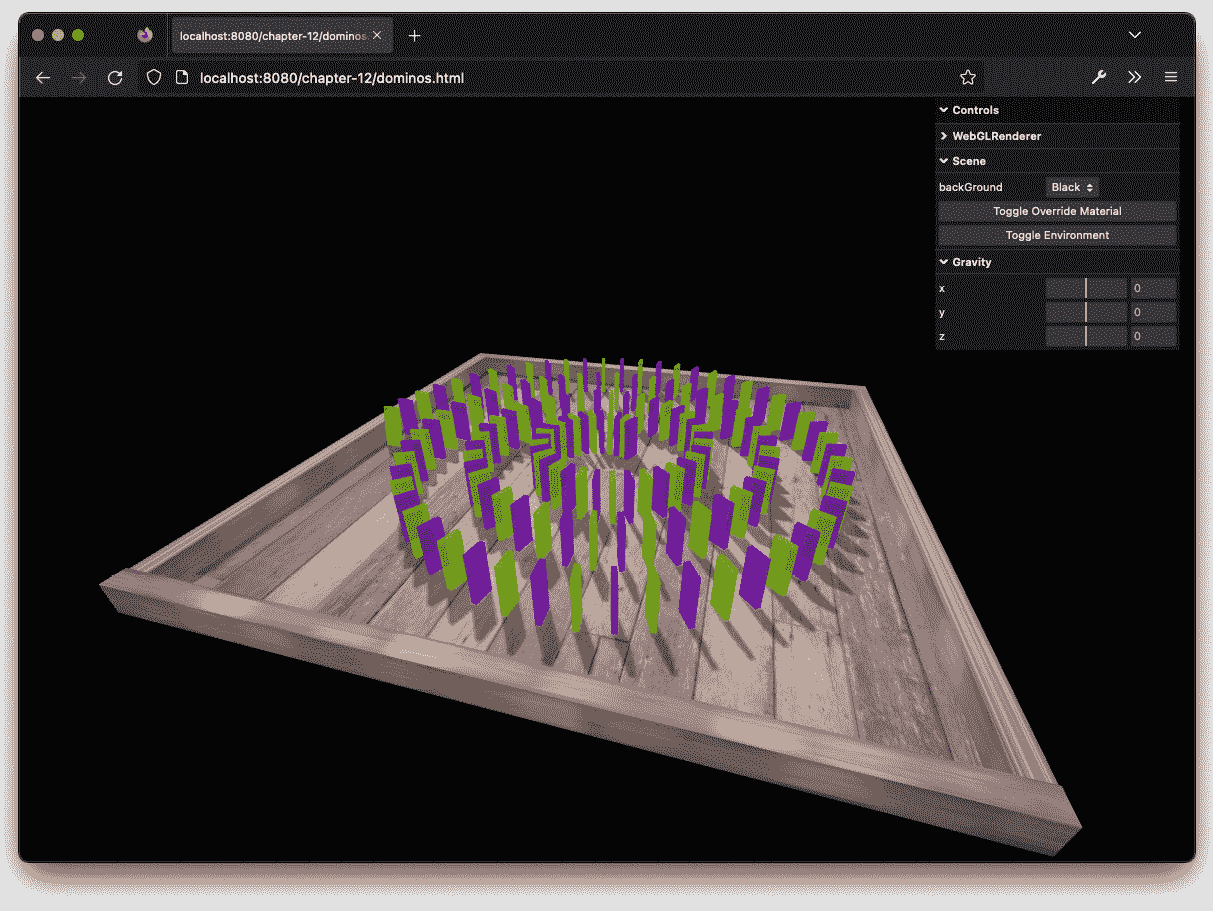 localhost:8080/chapter-12/dominos.
localhost:8080/chapter-12/dominos.html
Controls
WebGLRenderer
Scene
backGround Black
Toggle Override Material
Toggle Environment
Gravity
x 0
y 0
z 0